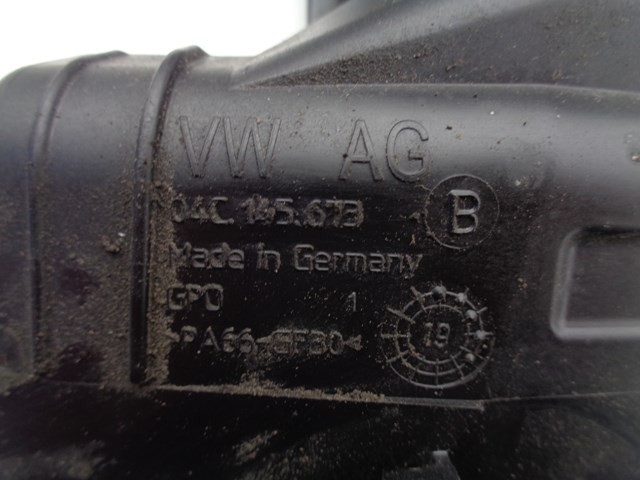 VW AG
04C.145.673 B
Made in Germany
GPO 1
>PA66-GF30< 19